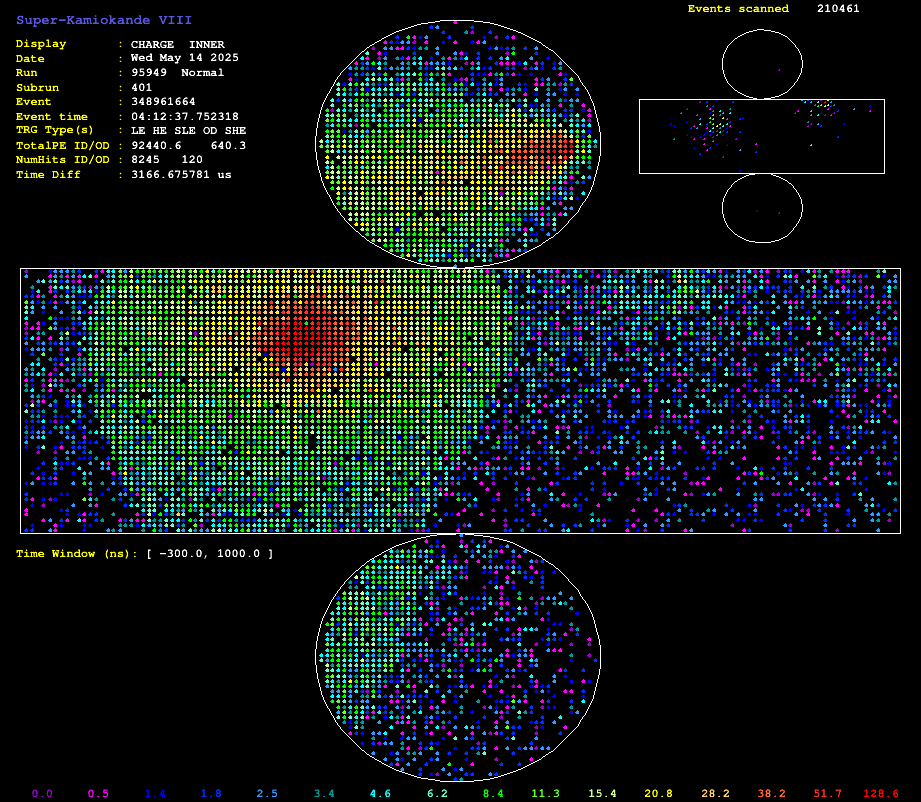 Super-Kamiokande VIII
Events scanned 210461
Display : CHARGE INNER
Date : Wed May 14 2025
Run : 95949 Normal
Subrun : 401
Event : 348961664
Event time : 04:12:37.752318
TRG Type(s) : LE HE SLE OD SHE
TotalPE ID/OD : 92440.6 640.3
NumHits ID/OD : 8245 120
Time Diff : 3166.675781 us
Time Window (ns): [ −300.0, 1000.0 ]
0.0 0.5 1.4 1.8 2.5 3.4 4.6 6.2 8.4 11.3 15.4 20.8 28.2 38.2 51.7 128.6